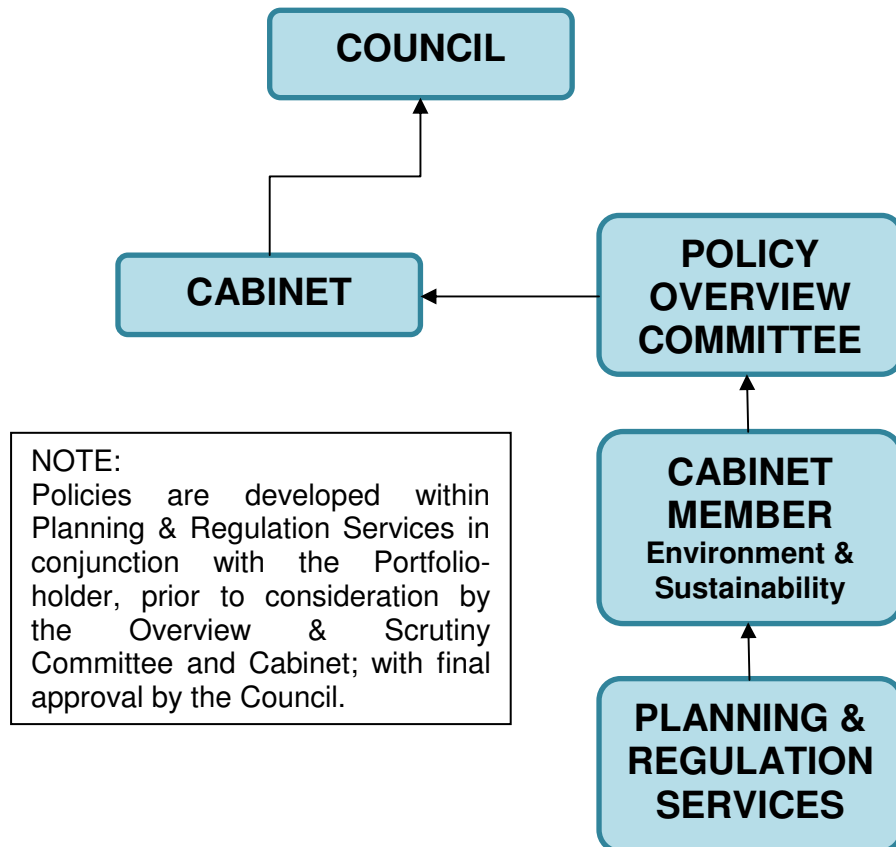 COUNCIL
CABINET
POLICY
OVERVIEW
COMMITTEE
NOTE:
Policies are developed within
Planning & Regulation Services in
conjunction with the Portfolio-
holder, prior to consideration by
the Overview & Scrutiny
Committee and Cabinet; with final
approval by the Council.
CABINET
MEMBER
Environment &
Sustainability
PLANNING &
REGULATION
SERVICES